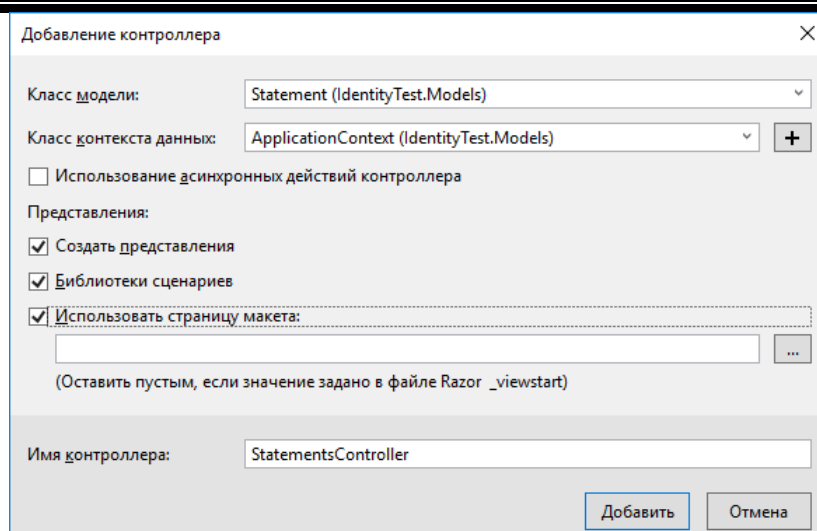 Добавление контроллера
Класс модели: Statement (IdentityTest.Models)
Класс контекста данных: ApplicationContext (IdentityTest.Models) +
Использование асинхронных действий контроллера
Представления:
Создать представления
Библиотеки сценариев
Использовать страницу макета:
...
(Оставить пустым, если значение задано в файле Razor _viewstart)
Имя контроллера: StatementsController
Добавить Отмена